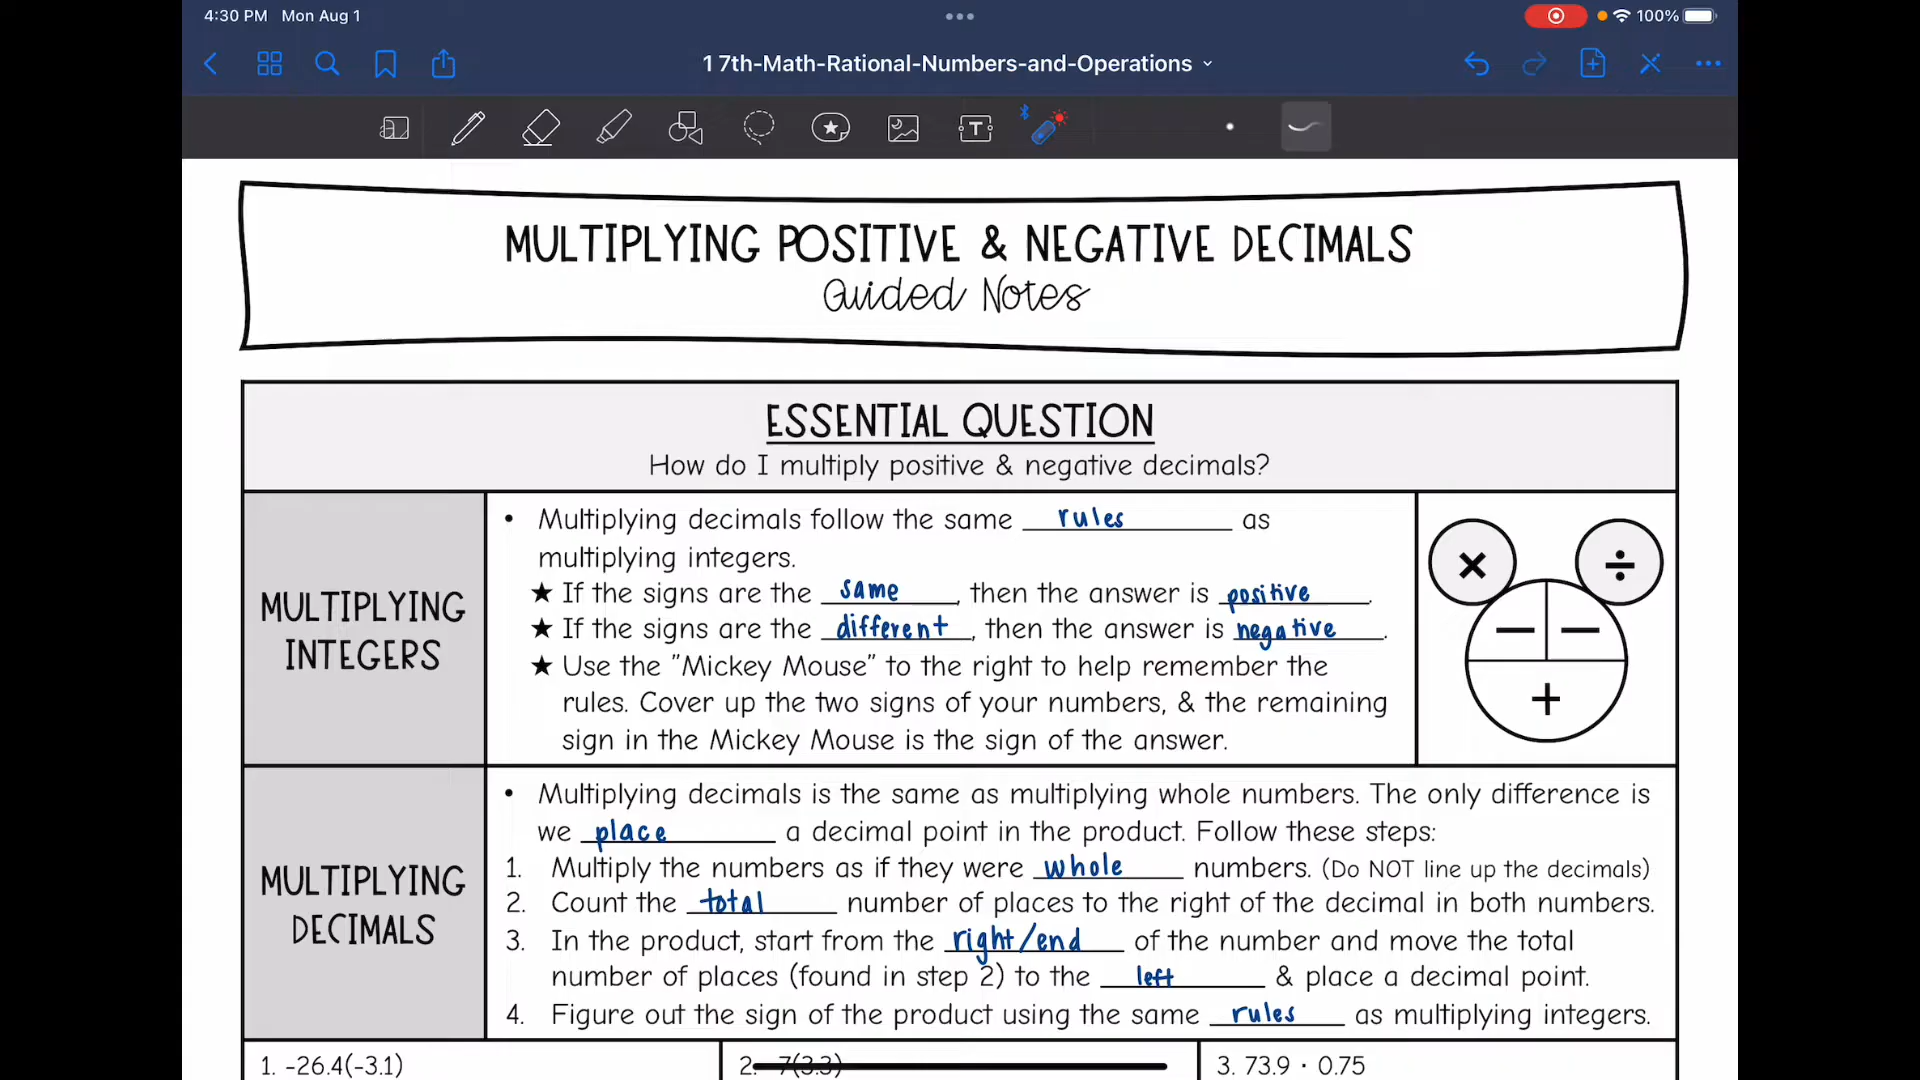 4:30 PM Mon Aug 1
100%
1 7th-Math-Rational-Numbers-and-Operations
T
MULTIPLYING POSITIVE & NEGATIVE DECIMALS
Guided Notes
ESSENTIAL QUESTION
How do I multiply positive & negative decimals?
MULTIPLYING
INTEGERS
• Multiplying decimals follow the same rules as
multiplying integers.
★ If the signs are the same, then the answer is positive.
★ If the signs are the different, then the answer is negative.
★ Use the "Mickey Mouse" to the right to help remember the
rules. Cover up the two signs of your numbers, & the remaining
sign in the Mickey Mouse is the sign of the answer.
× ÷
− −
+
MULTIPLYING
DECIMALS
• Multiplying decimals is the same as multiplying whole numbers. The only difference is
we place a decimal point in the product. Follow these steps:
1. Multiply the numbers as if they were whole numbers. (Do NOT line up the decimals)
2. Count the total number of places to the right of the decimal in both numbers.
3. In the product, start from the right/end of the number and move the total
number of places (found in step 2) to the left & place a decimal point.
4. Figure out the sign of the product using the same rules as multiplying integers.
1. -26.4(-3.1)
2. -7(3.3)
3. 73.9 · 0.75